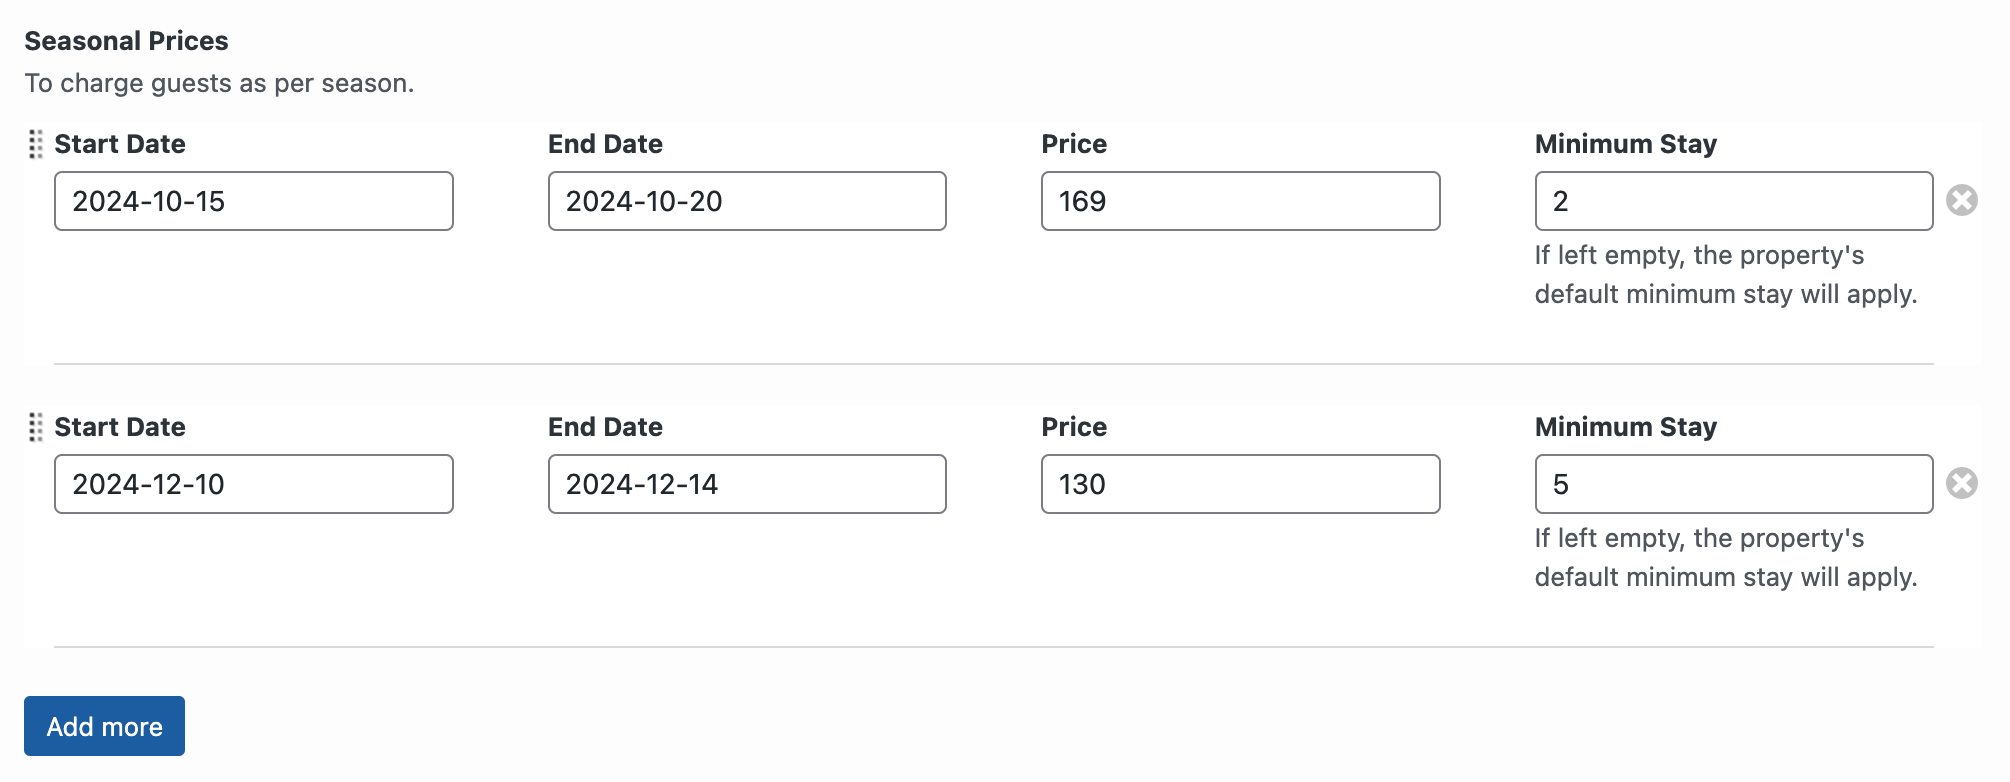 Seasonal Prices
To charge guests as per season.
Start Date End Date Price Minimum Stay
2024-10-15 2024-10-20 169 2
If left empty, the property's
default minimum stay will apply.
Start Date End Date Price Minimum Stay
2024-12-10 2024-12-14 130 5
If left empty, the property's
default minimum stay will apply.
Add more